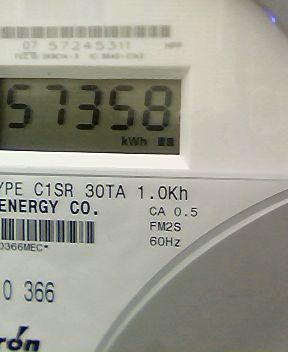 07 57245311
57358
kWh
YPE C1SR 30TA 1.0Kh
ENERGY CO.
CA 0.5
FM2S
60Hz
0366MEC*
0 366
rón